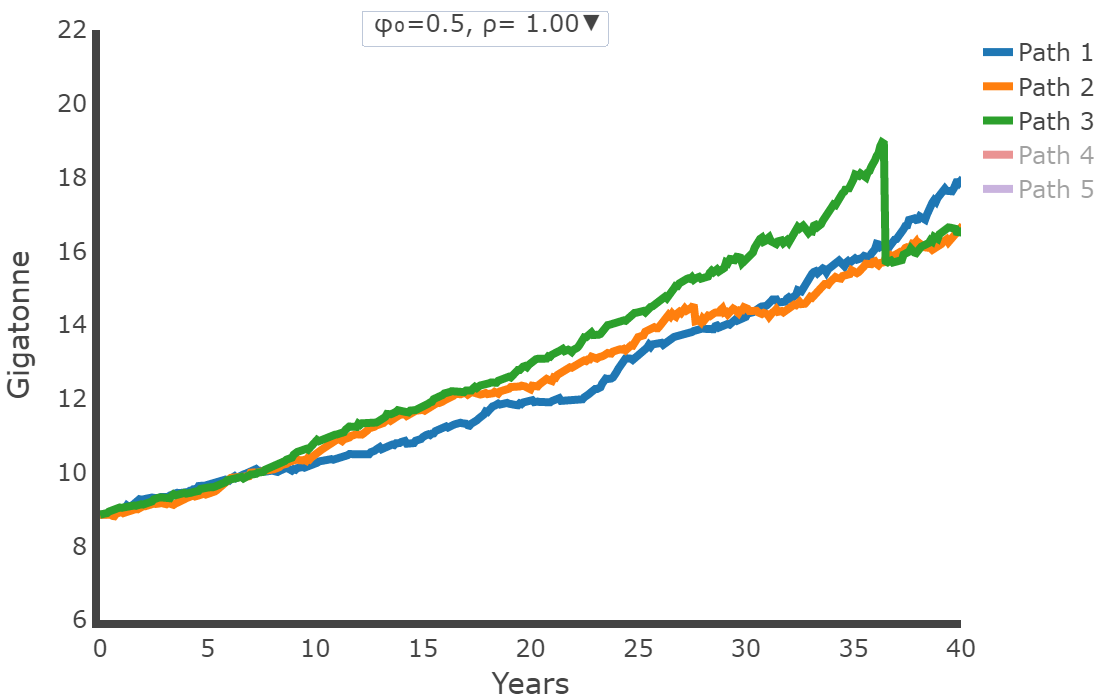 φ₀=0.5, ρ= 1.00▼
Gigatonne
22
20
18
16
14
12
10
8
6
0 5 10 15 20 25 30 35 40
Years
Path 1
Path 2
Path 3
Path 4
Path 5